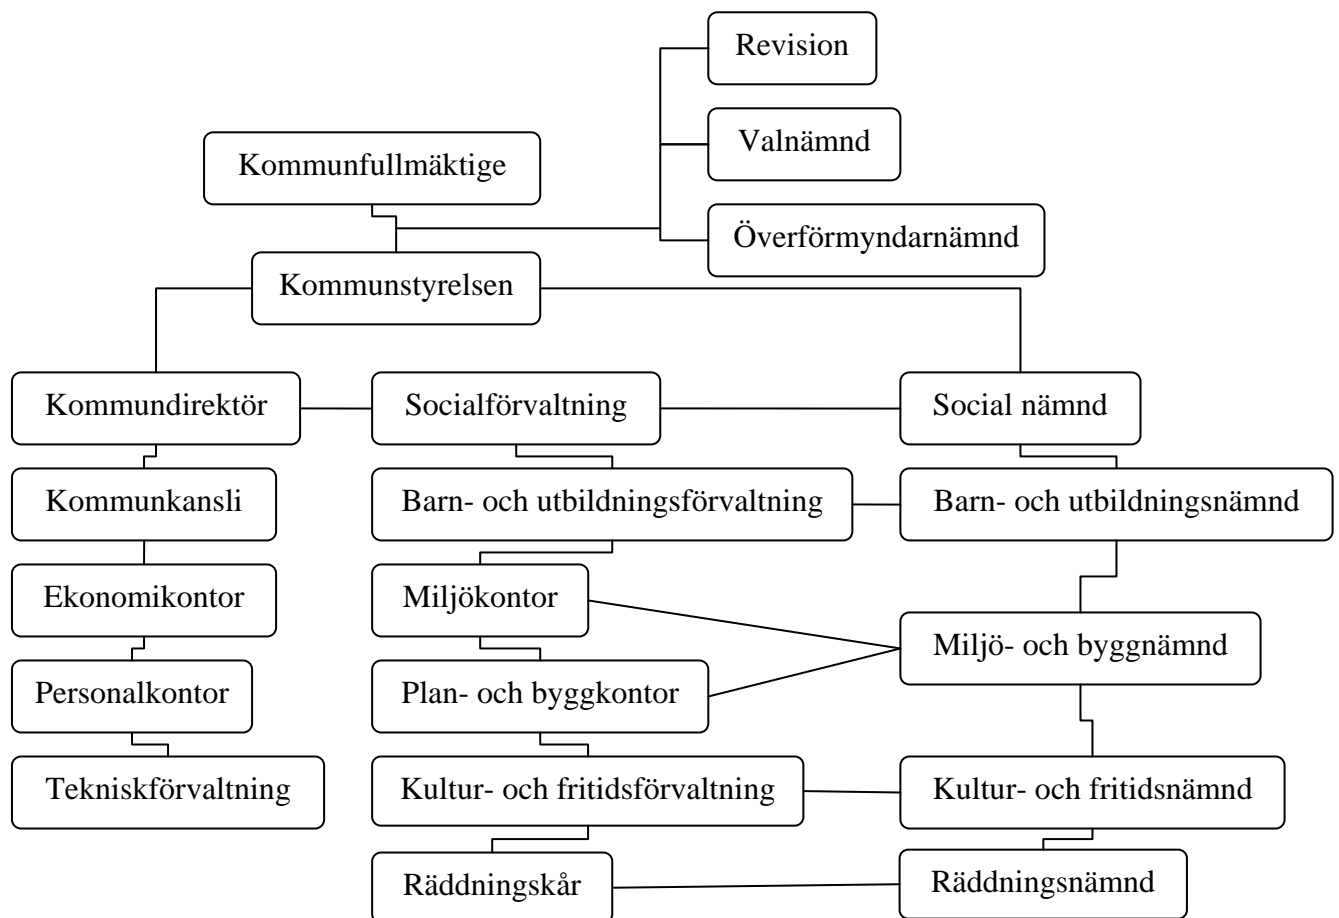 Revision
Valnämnd
Kommunfullmäktige
Överförmyndarnämnd
Kommunstyrelsen
Kommundirektör
Socialförvaltning
Social nämnd
Kommunkansli
Barn- och utbildningsförvaltning
Barn- och utbildningsnämnd
Ekonomikontor
Miljökontor
Miljö- och byggnämnd
Personalkontor
Plan- och byggkontor
Tekniskförvaltning
Kultur- och fritidsförvaltning
Kultur- och fritidsnämnd
Räddningskår
Räddningsnämnd